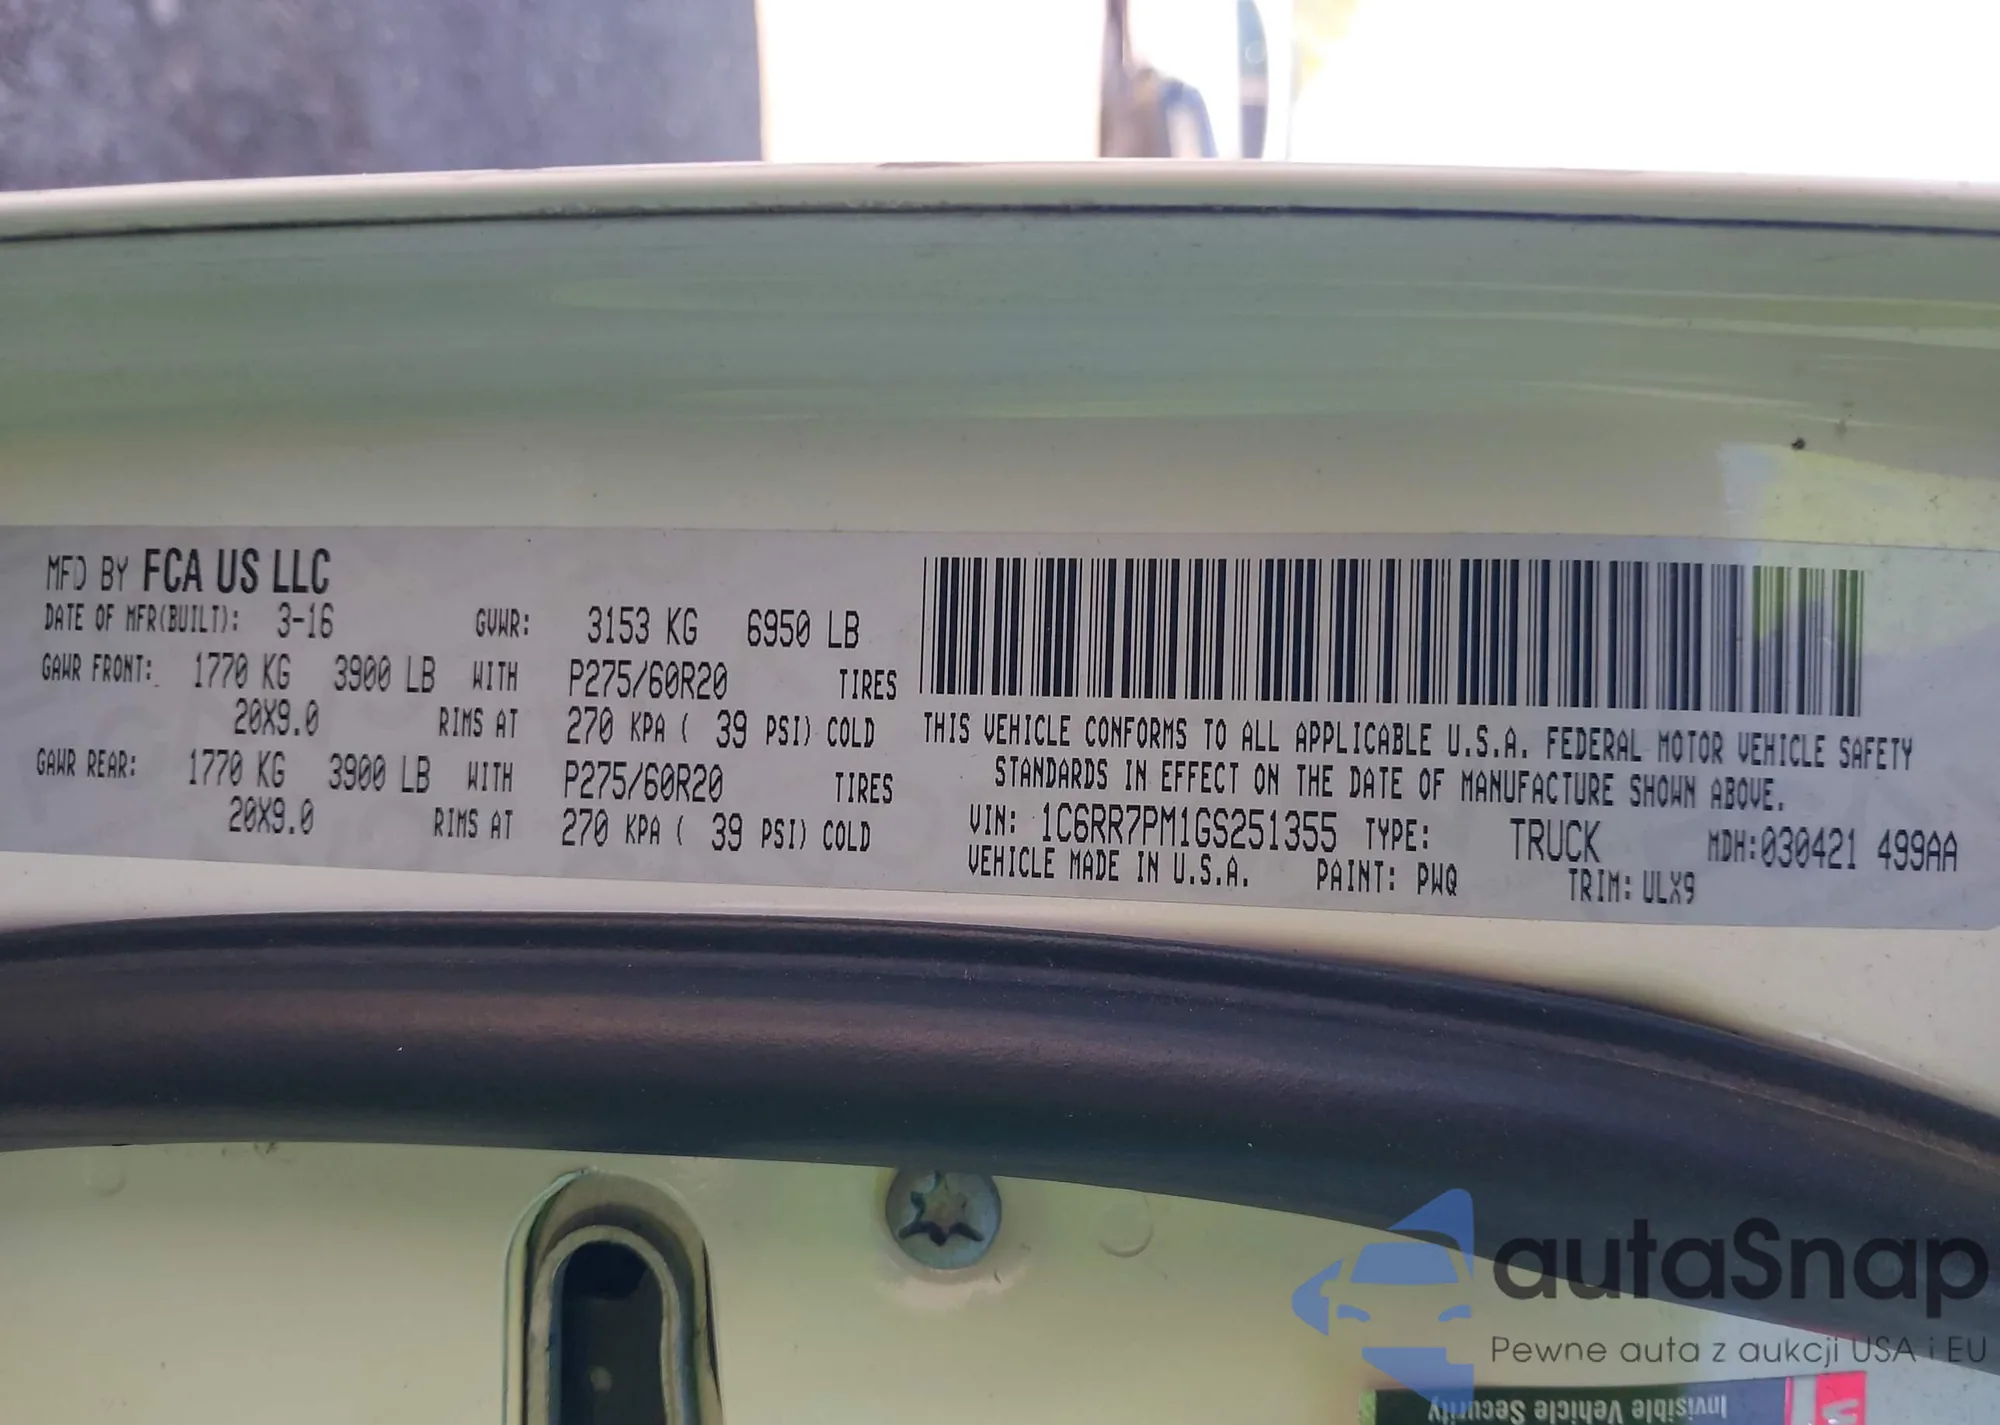 MFD BY FCA US LLC
DATE OF MFR(BUILT): 3-16 GVWR: 3153 KG 6950 LB
GAWR FRONT: 1770 KG 3900 LB WITH P275/60R20 TIRES
20X9.0 RIMS AT 270 KPA ( 39 PSI) COLD
GAWR REAR: 1770 KG 3900 LB WITH P275/60R20 TIRES
20X9.0 RIMS AT 270 KPA ( 39 PSI) COLD
THIS VEHICLE CONFORMS TO ALL APPLICABLE U.S.A. FEDERAL MOTOR VEHICLE SAFETY
STANDARDS IN EFFECT ON THE DATE OF MANUFACTURE SHOWN ABOVE.
VIN: 1C6RR7PM1GS251355 TYPE: TRUCK MDH:030421 499AA
VEHICLE MADE IN U.S.A. PAINT: PWQ TRIM: ULX9
autaSnap
Pewne auta z aukcji USA i EU
Invisible Vehicle Security